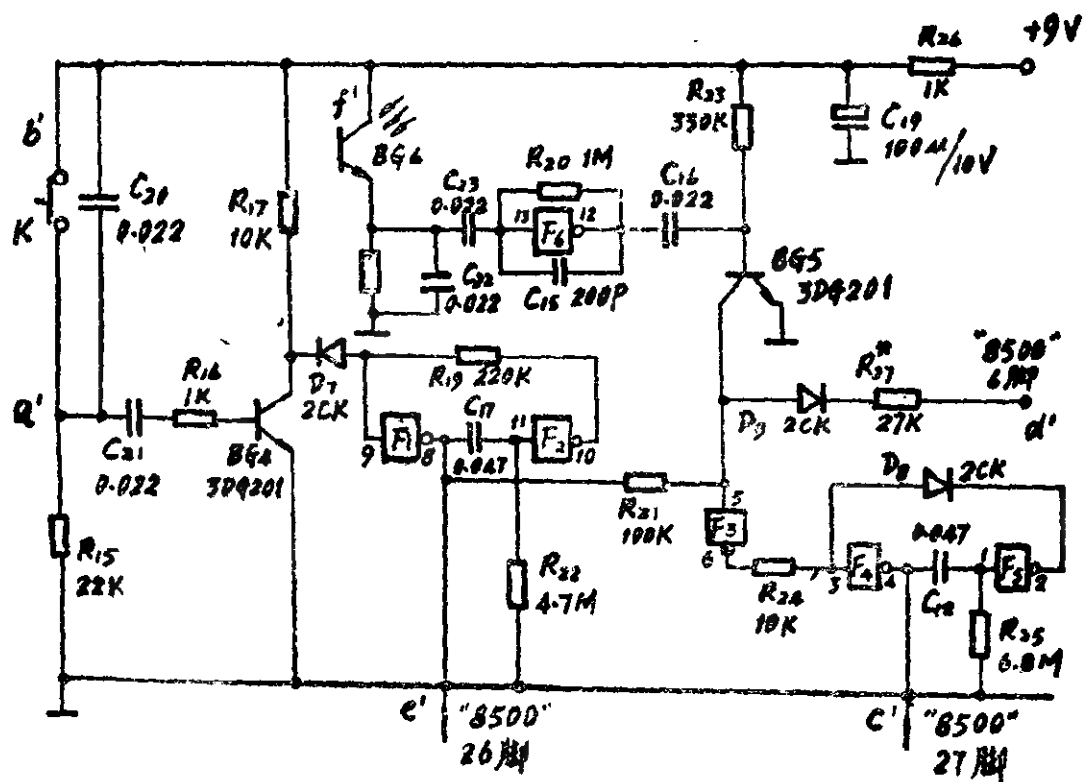 +9V
R26
1K
b'
f'
R23
330K
C19
100μ/10V
BG6
R20 1M
C20
0.022
R17
10K
C23
0.022
13
F6
12
C16
0.022
K
C22
0.022
C15 200P
BG5
3DG201
"8500"
6脚
R16
1K
D7
2CK
R19 220K
R27*
a'
D9
2CK
27K
d'
C21
0.022
BG4
3DG201
9
F1
8
C17
0.047
11
F2
10
D8
2CK
R21
100K
5
F3
6
0.047
R15
22K
R22
4.7M
R24
10K
3
F4
4
C18
1
F5
2
R25
6.8M
e'
"8500"
26脚
C'
"8500"
27脚